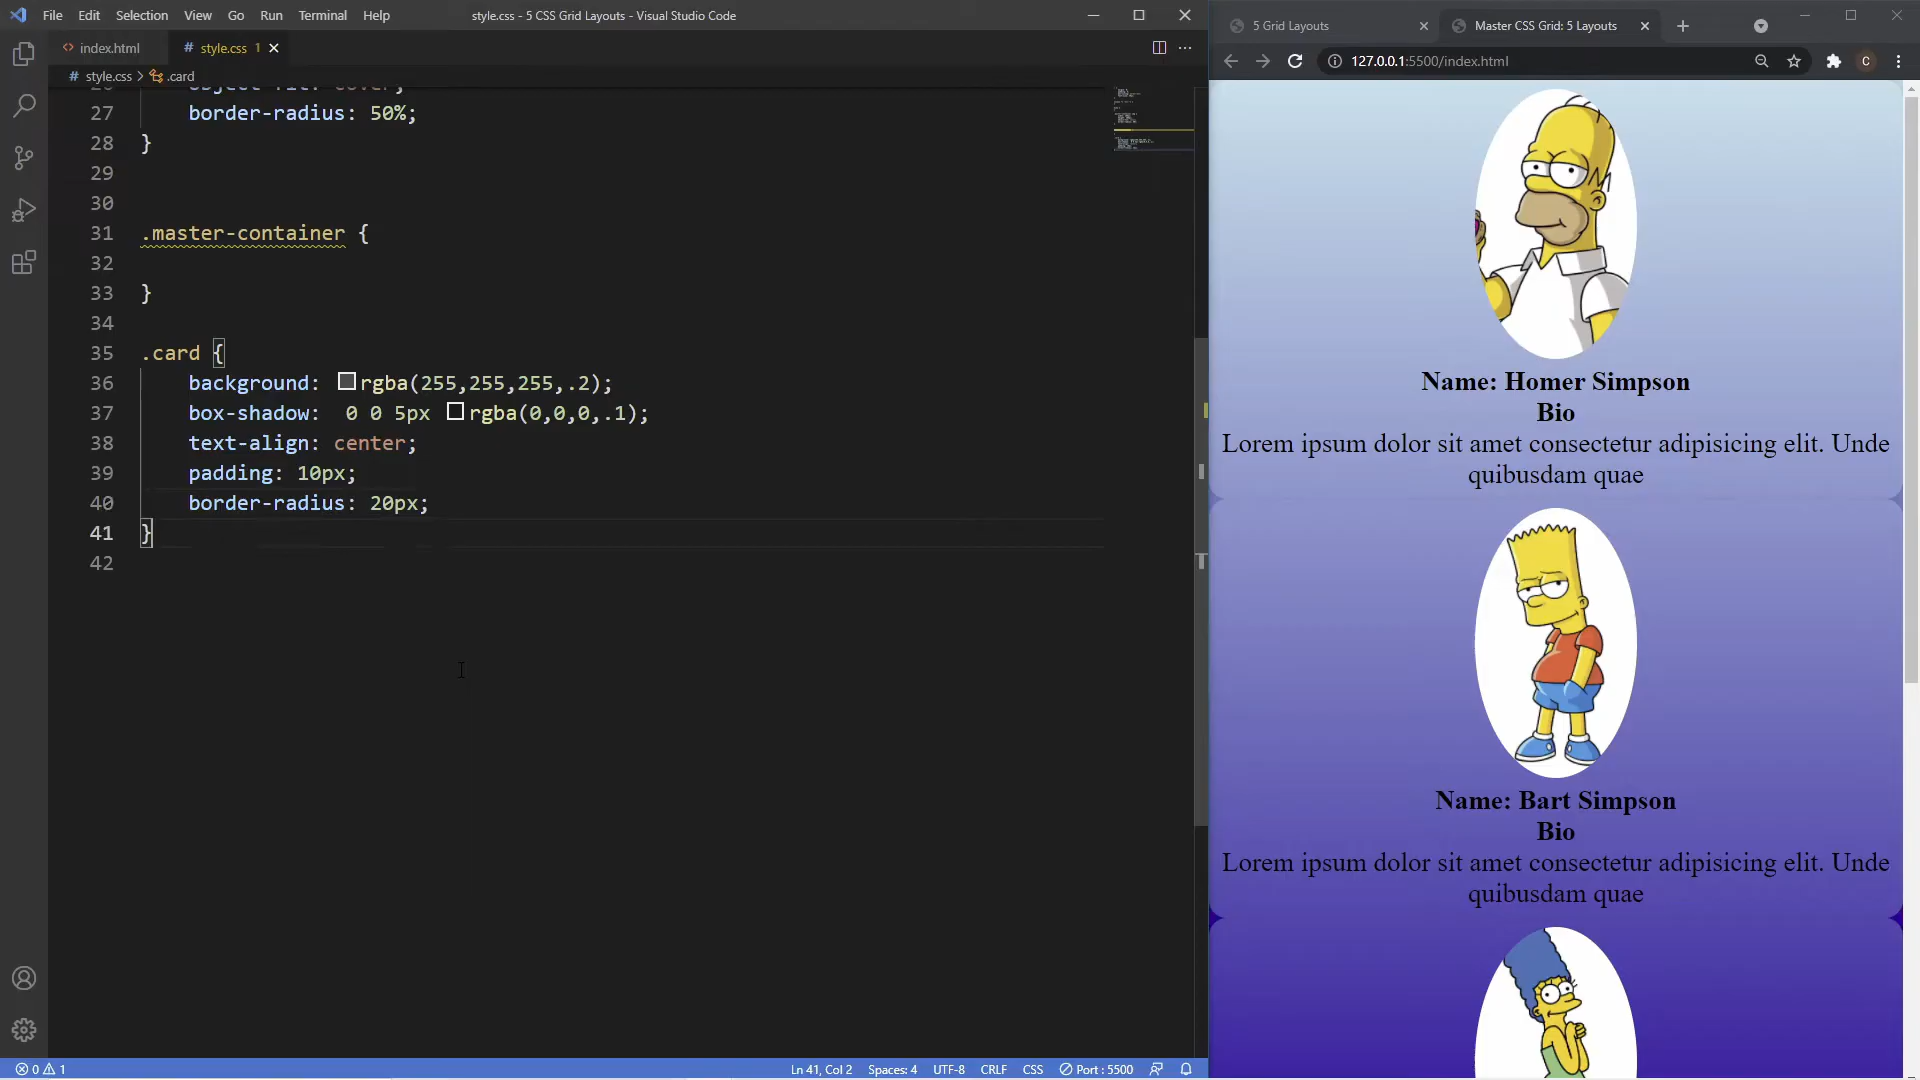 File Edit Selection View Go Run Terminal Help
style.css - 5 CSS Grid Layouts - Visual Studio Code
index.html
# style.css 1
# style.css > .card
27 border-radius: 50%;
28 }
29
30
31 .master-container {
32
33 }
34
35 .card {
36 background: rgba(255,255,255,.2);
37 box-shadow: 0 0 5px rgba(0,0,0,.1);
38 text-align: center;
39 padding: 10px;
40 border-radius: 20px;
41 }
42
0 1
Ln 41, Col 2 Spaces: 4 UTF-8 CRLF CSS Port : 5500
5 Grid Layouts
Master CSS Grid: 5 Layouts
127.0.0.1:5500/index.html
C
Name: Homer Simpson
Bio
Lorem ipsum dolor sit amet consectetur adipisicing elit. Unde
quibusdam quae
Name: Bart Simpson
Bio
Lorem ipsum dolor sit amet consectetur adipisicing elit. Unde
quibusdam quae